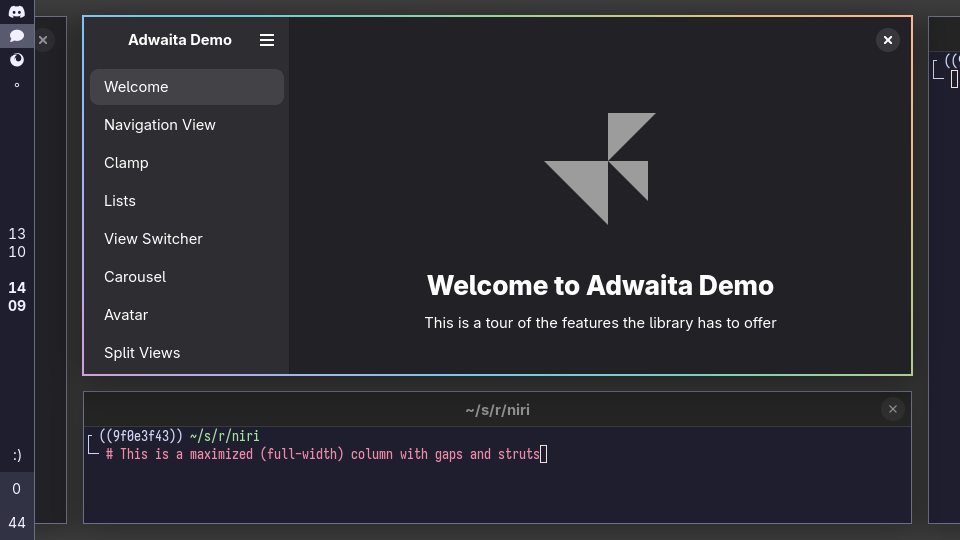 13
10
14
09
:)
0
44
Adwaita Demo
Welcome
Navigation View
Clamp
Lists
View Switcher
Carousel
Avatar
Split Views
Welcome to Adwaita Demo
This is a tour of the features the library has to offer
~/s/r/niri
((9f0e3f43)) ~/s/r/niri
# This is a maximized (full-width) column with gaps and struts
((9